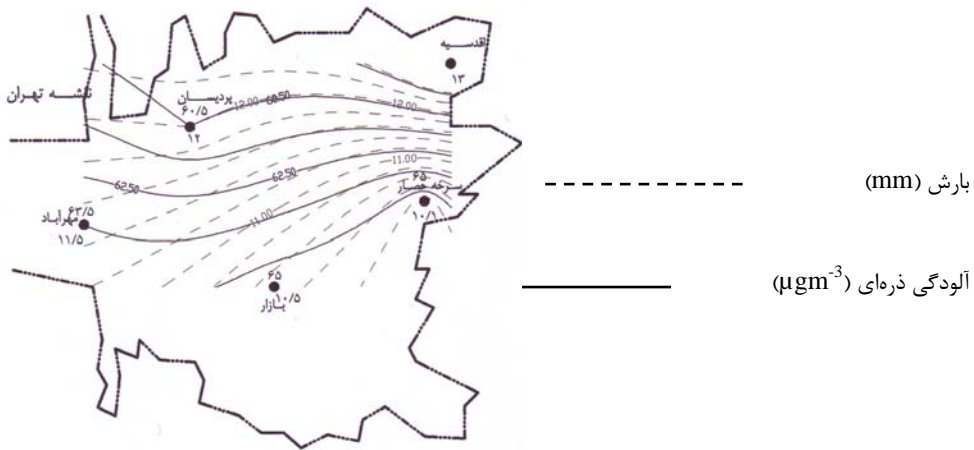 اقدسیه
۱۳
نقشه تهران
پردیسان
۶۰/۵
۱۲
12.00
60.50
12.00
11.00
62.50
62.50
۶۵
سرخه حصار
۱۰/۱
۶۳/۵
مهرآباد
۱۱/۵
11.00
۶۵
۱۰/۵
بازار
بارش (mm)
آلودگی ذره‌ای (µgm-3)